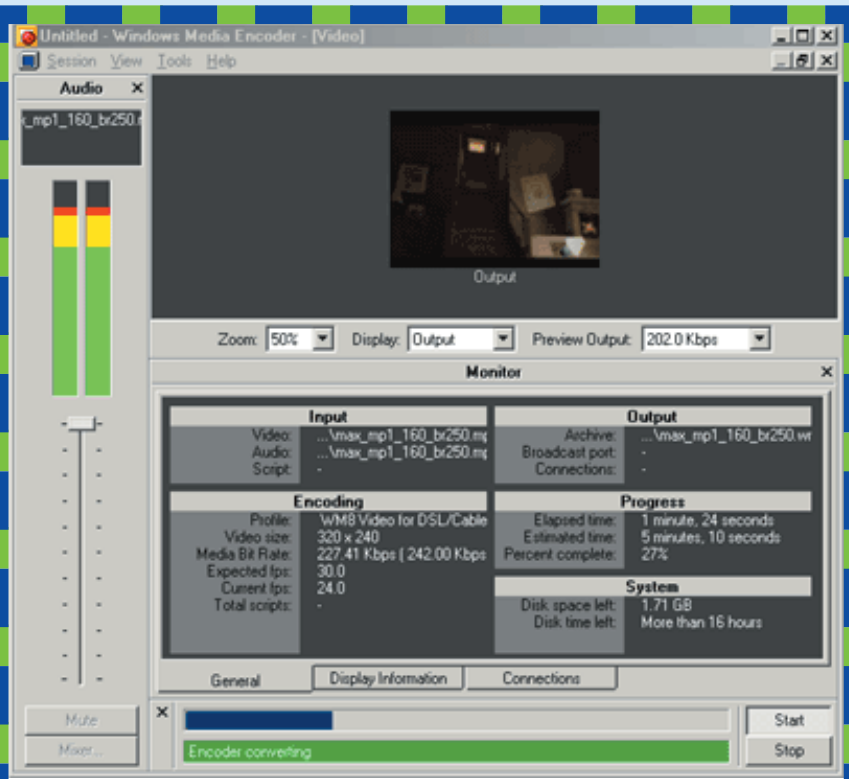 Untitled - Windows Media Encoder - [Video]
Session View Tools Help
Audio
x_mp1_160_br250.m
Output
Zoom: 50% Display: Output Preview Output: 202.0 Kbps
Monitor
Input
Video: ...\max_mp1_160_br250.mp
Audio: ...\max_mp1_160_br250.mp
Script: -
Output
Archive: ...\max_mp1_160_br250.wr
Broadcast port: -
Connections: -
Encoding
Profile: WM8 Video for DSL/Cable
Video size: 320 x 240
Media Bit Rate: 227.41 Kbps ( 242.00 Kbps
Expected fps: 30.0
Current fps: 24.0
Total scripts: -
Progress
Elapsed time: 1 minute, 24 seconds
Estimated time: 5 minutes, 10 seconds
Percent complete: 27%
System
Disk space left: 1.71 GB
Disk time left: More than 16 hours
General Display Information Connections
Mute
Mixer...
Encoder converting
Start
Stop